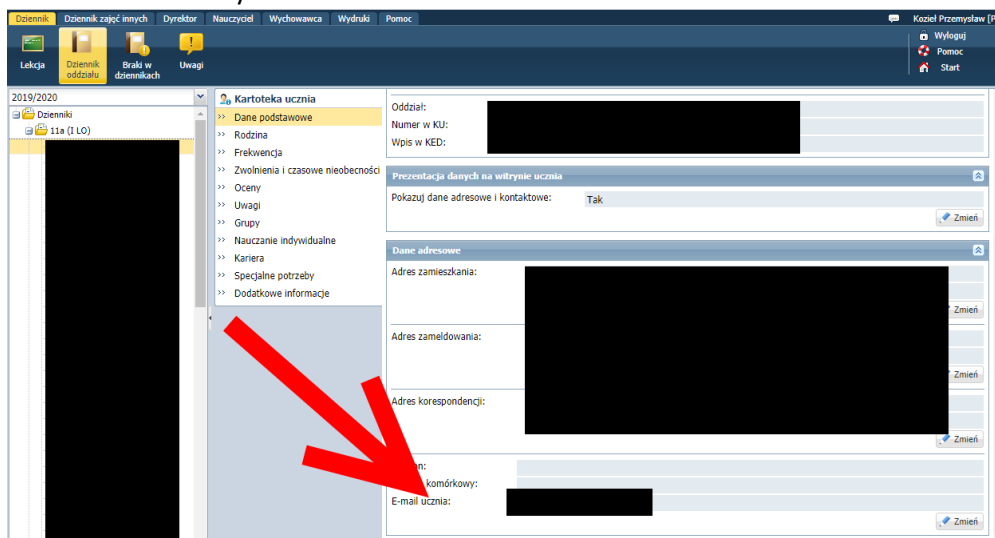 Dziennik Dziennik zajęć innych Dyrektor Nauczyciel Wychowawca Wydruki Pomoc Kozieł Przemysław [P
Wyloguj
Pomoc
Start
Lekcja Dziennik oddziału Braki w dziennikach Uwagi
2019/2020
Dzienniki
11a (I LO)
Kartoteka ucznia
Dane podstawowe
Rodzina
Frekwencja
Zwolnienia i czasowe nieobecności
Oceny
Uwagi
Grupy
Nauczanie indywidualne
Kariera
Specjalne potrzeby
Dodatkowe informacje
Oddział:
Numer w KU:
Wpis w KED:
Prezentacja danych na witrynie ucznia
Pokazuj dane adresowe i kontaktowe: Tak
Zmień
Dane adresowe
Adres zamieszkania:
Zmień
Adres zameldowania:
Zmień
Adres korespondencji:
Zmień
komórkowy:
E-mail ucznia:
Zmień